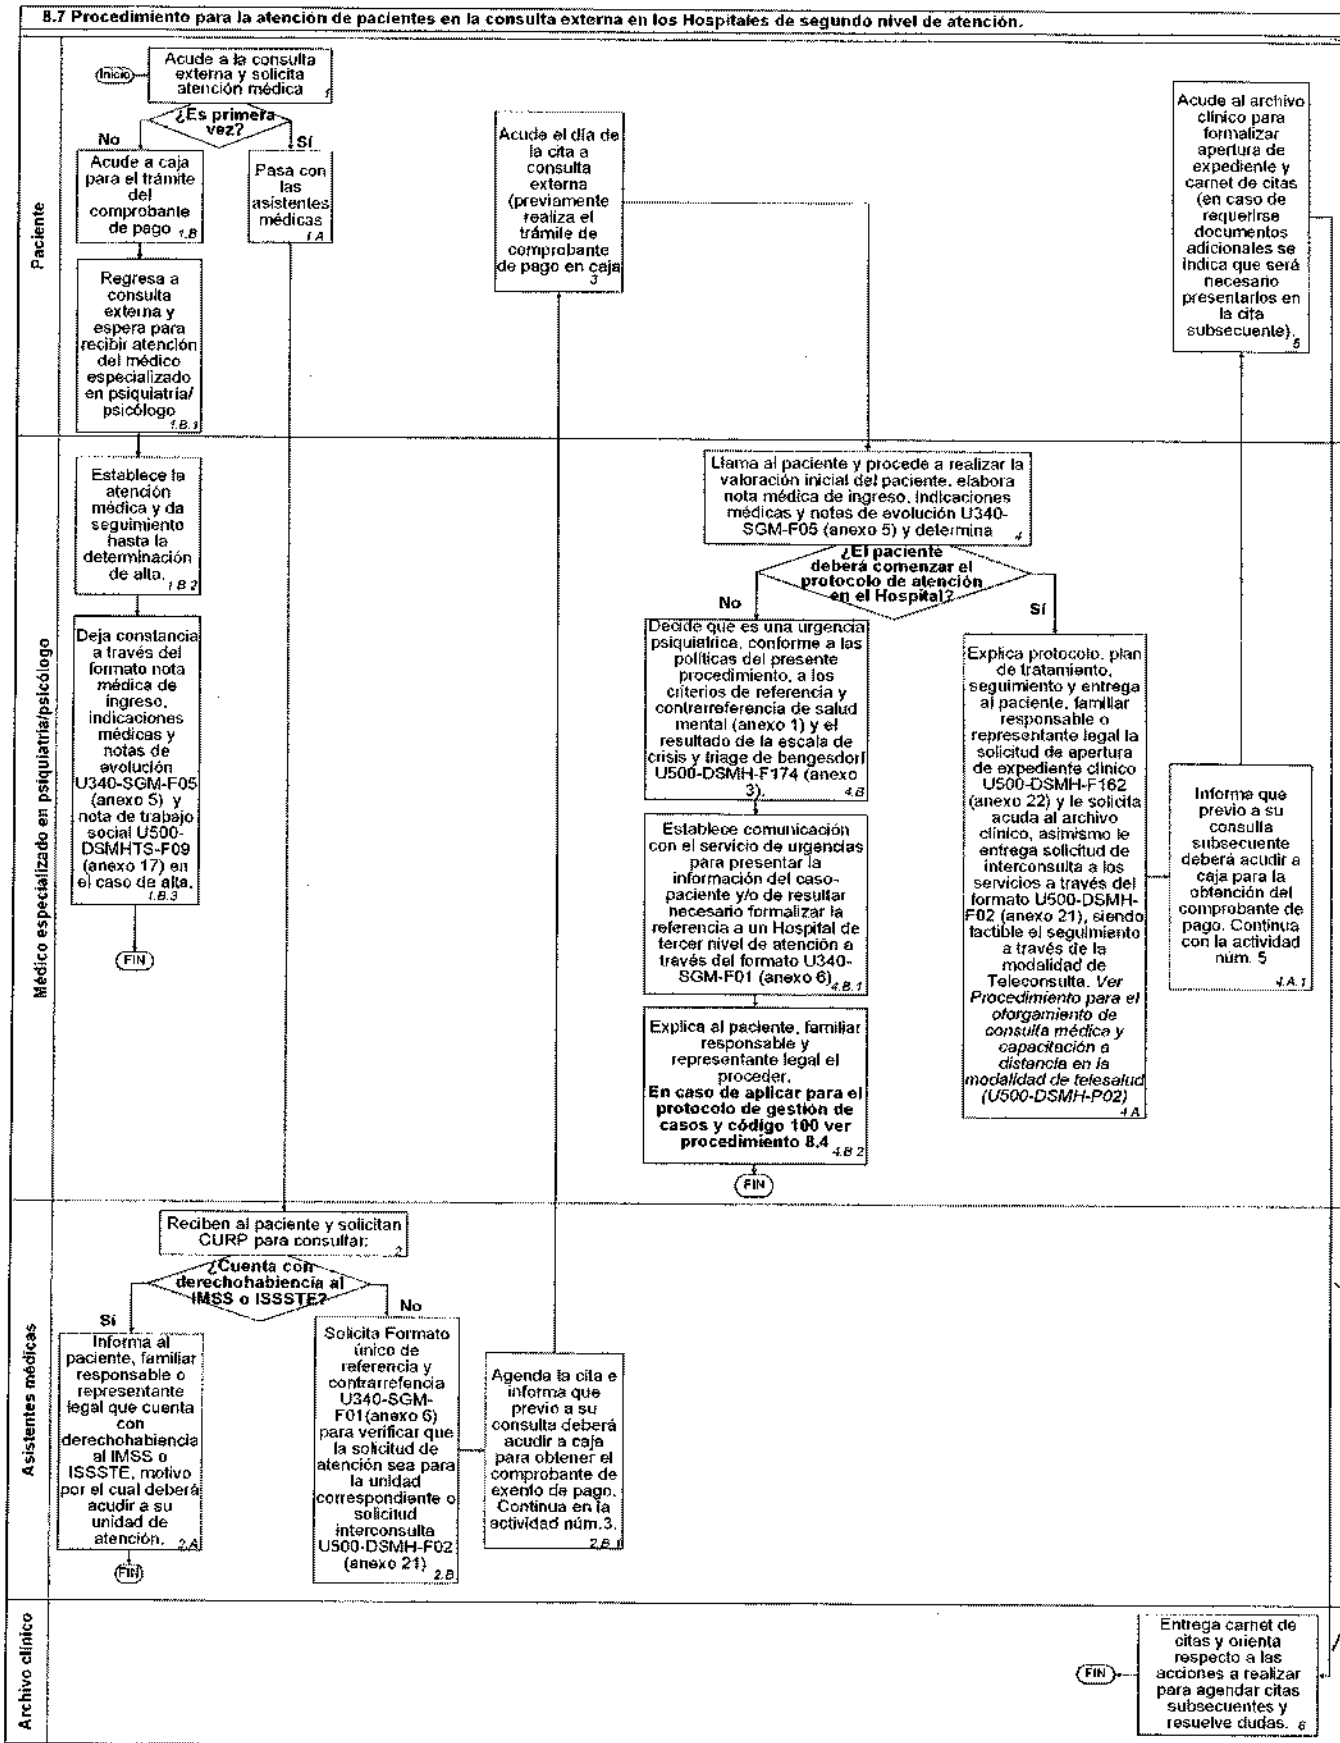 8.7 Procedimiento para la atención de pacientes en la consulta externa en los Hospitales de segundo nivel de atención.
Paciente
Inicio
Acude a la consulta
externa y solicita
atención médica
1
¿Es primera
vez?
No
Sí
Acude a caja
para el trámite
del
comprobante
de pago
1.B
Pasa con
las
asistentes
médicas
1.A
Regresa a
consulta
externa y
espera para
recibir atención
del médico
especializado
en psiquiatría/
psicólogo
1.B.1
Acude el día de
la cita a
consulta
externa
(previamente
realiza el
trámite de
comprobante
de pago en caja
3
Acude al archivo
clínico para
formalizar
apertura de
expediente y
carnet de citas
(en caso de
requerirse
documentos
adicionales se
indica que será
necesario
presentarlos en
la cita
subsecuente).
5
Médico especializado en psiquiatría/psicólogo
Establece la
atención
médica y da
seguimiento
hasta la
determinación
de alta.
1.B 2
Deja constancia
a través del
formato nota
médica de
ingreso,
indicaciones
médicas y
notas de
evolución
U340-SGM-F05
(anexo 5) y
nota de trabajo
social U500-
DSMHTS-F09
(anexo 17) en
el caso de alta.
1.B.3
FIN
Llama al paciente y procede a realizar la
valoración inicial del paciente, elabora
nota médica de ingreso, indicaciones
médicas y notas de evolución U340-
SGM-F05 (anexo 5) y determina
4
¿El paciente
deberá comenzar el
protocolo de atención
en el Hospital?
No
Sí
Decide que es una urgencia
psiquiatrica, conforme a las
políticas del presente
procedimiento, a los
criterios de referencia y
contrarreferencia de salud
mental (anexo 1) y el
resultado de la escala de
crisis y triage de bengesdorf
U500-DSMH-F174 (anexo
3).
4.B
Establece comunicación
con el servicio de urgencias
para presentar la
información del caso-
paciente y/o de resultar
necesario formalizar la
referencia a un Hospital de
tercer nivel de atención a
través del formato U340-
SGM-F01 (anexo 6)
4.B.1
Explica al paciente, familiar
responsable y
representante legal el
proceder.
En caso de aplicar para el
protocolo de gestión de
casos y código 100 ver
procedimiento 8.4
4.B 2
FIN
Explica protocolo, plan
de tratamiento,
seguimiento y entrega
al paciente, familiar
responsable o
representante legal la
solicitud de apertura
de expediente clínico
U500-DSMH-F162
(anexo 22) y le solicita
acuda al archivo
clínico, asimismo le
entrega solicitud de
interconsulta a los
servicios a través del
formato U500-DSMH-
F02 (anexo 21), siendo
factible el seguimiento
a través de la
modalidad de
Teleconsulta. Ver
Procedimiento para el
otorgamiento de
consulta médica y
capacitación a
distancia en la
modalidad de telesalud
(U500-DSMH-P02)
4 A
Informa que
previo a su
consulta
subsecuente
deberá acudir a
caja para la
obtención del
comprobante de
pago. Continua
con la actividad
núm. 5
4.A.1
Asistentes médicas
Reciben al paciente y solicitan
CURP para consultar:
2
¿Cuenta con
derechohabiencia al
IMSS o ISSSTE?
Sí
No
Informa al
paciente, familiar
responsable o
representante
legal que cuenta
con
derechohabiencia
al IMSS o
ISSSTE, motivo
por el cual deberá
acudir a su
unidad de
atención.
2.A
FIN
Solicita Formato
único de
referencia y
contrarrefencia
U340-SGM-
F01(anexo 6)
para verificar que
la solicitud de
atención sea para
la unidad
correspondiente o
solicitud
interconsulta
U500-DSMH-F02
(anexo 21)
2.B
Agenda la cita e
informa que
previo a su
consulta deberá
acudir a caja
para obtener el
comprobante de
exento de pago.
Continua en la
actividad núm.3.
2.B.1
Archivo clínico
FIN
Entrega carnet de
citas y orienta
respecto a las
acciones a realizar
para agendar citas
subsecuentes y
resuelve dudas.
6